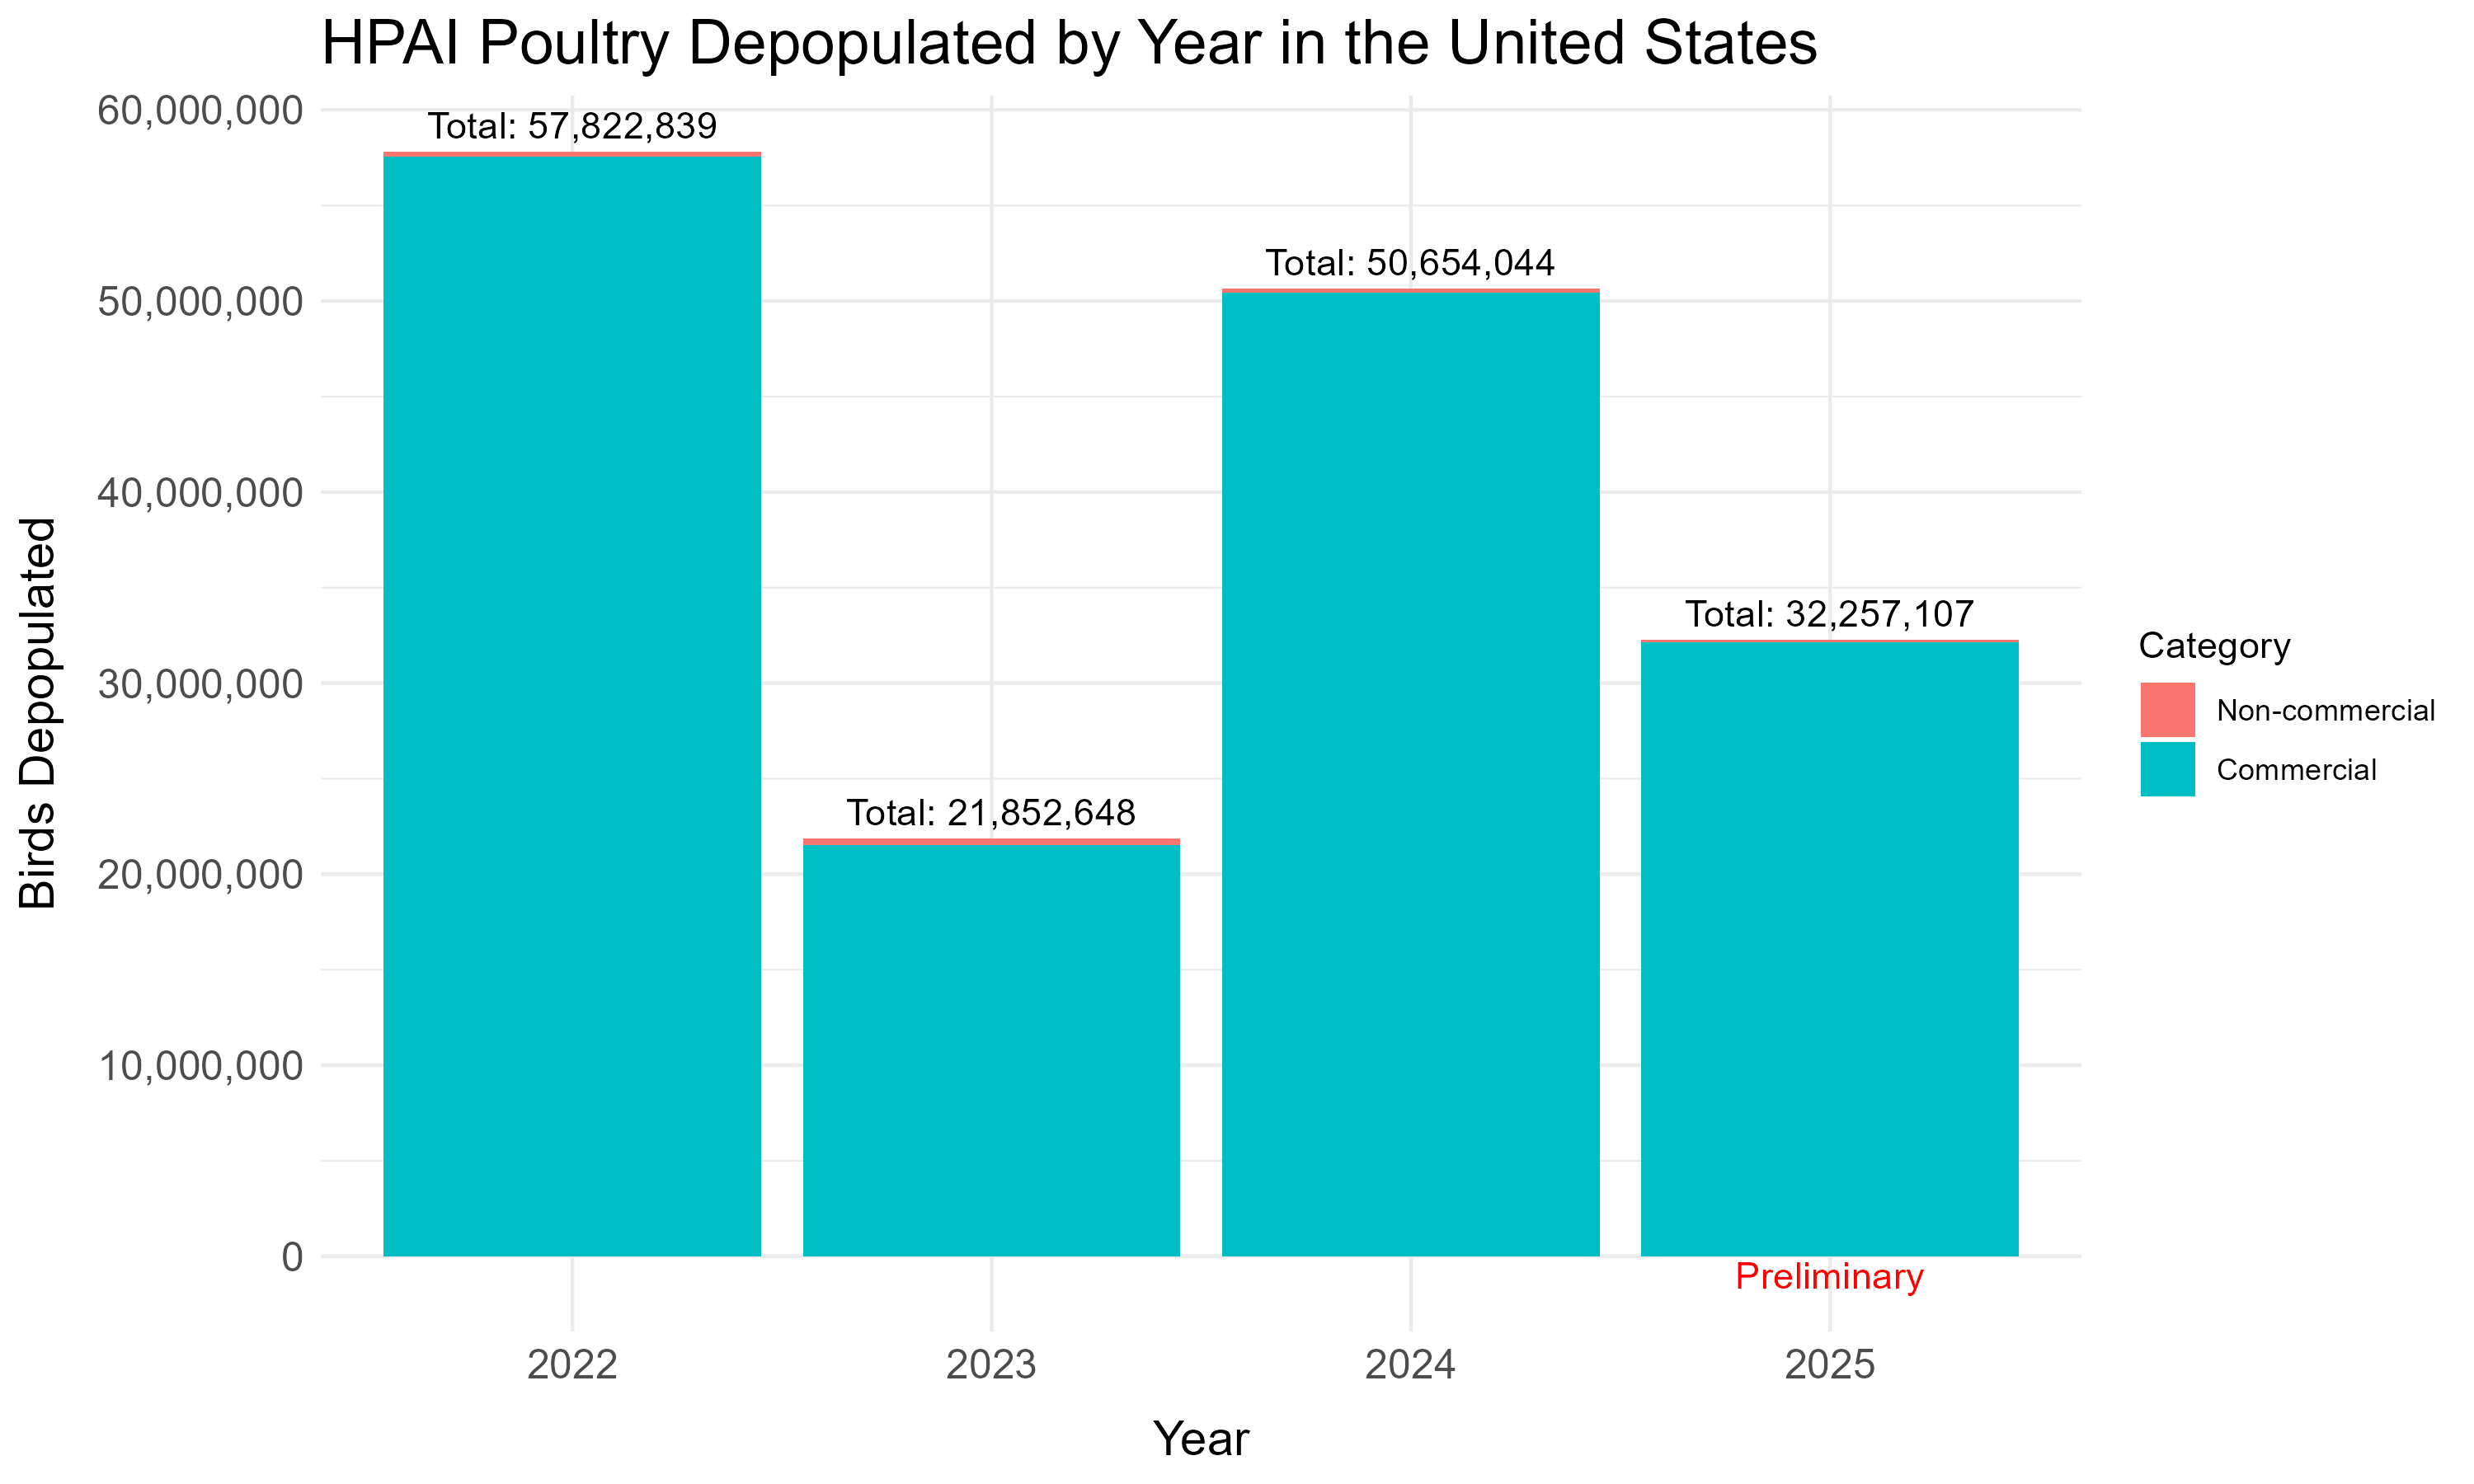 HPAI Poultry Depopulated by Year in the United States
60,000,000
50,000,000
40,000,000
30,000,000
20,000,000
10,000,000
0
Birds Depopulated
Total: 57,822,839
Total: 21,852,648
Total: 50,654,044
Total: 32,257,107
Preliminary
2022
2023
2024
2025
Year
Category
Non-commercial
Commercial